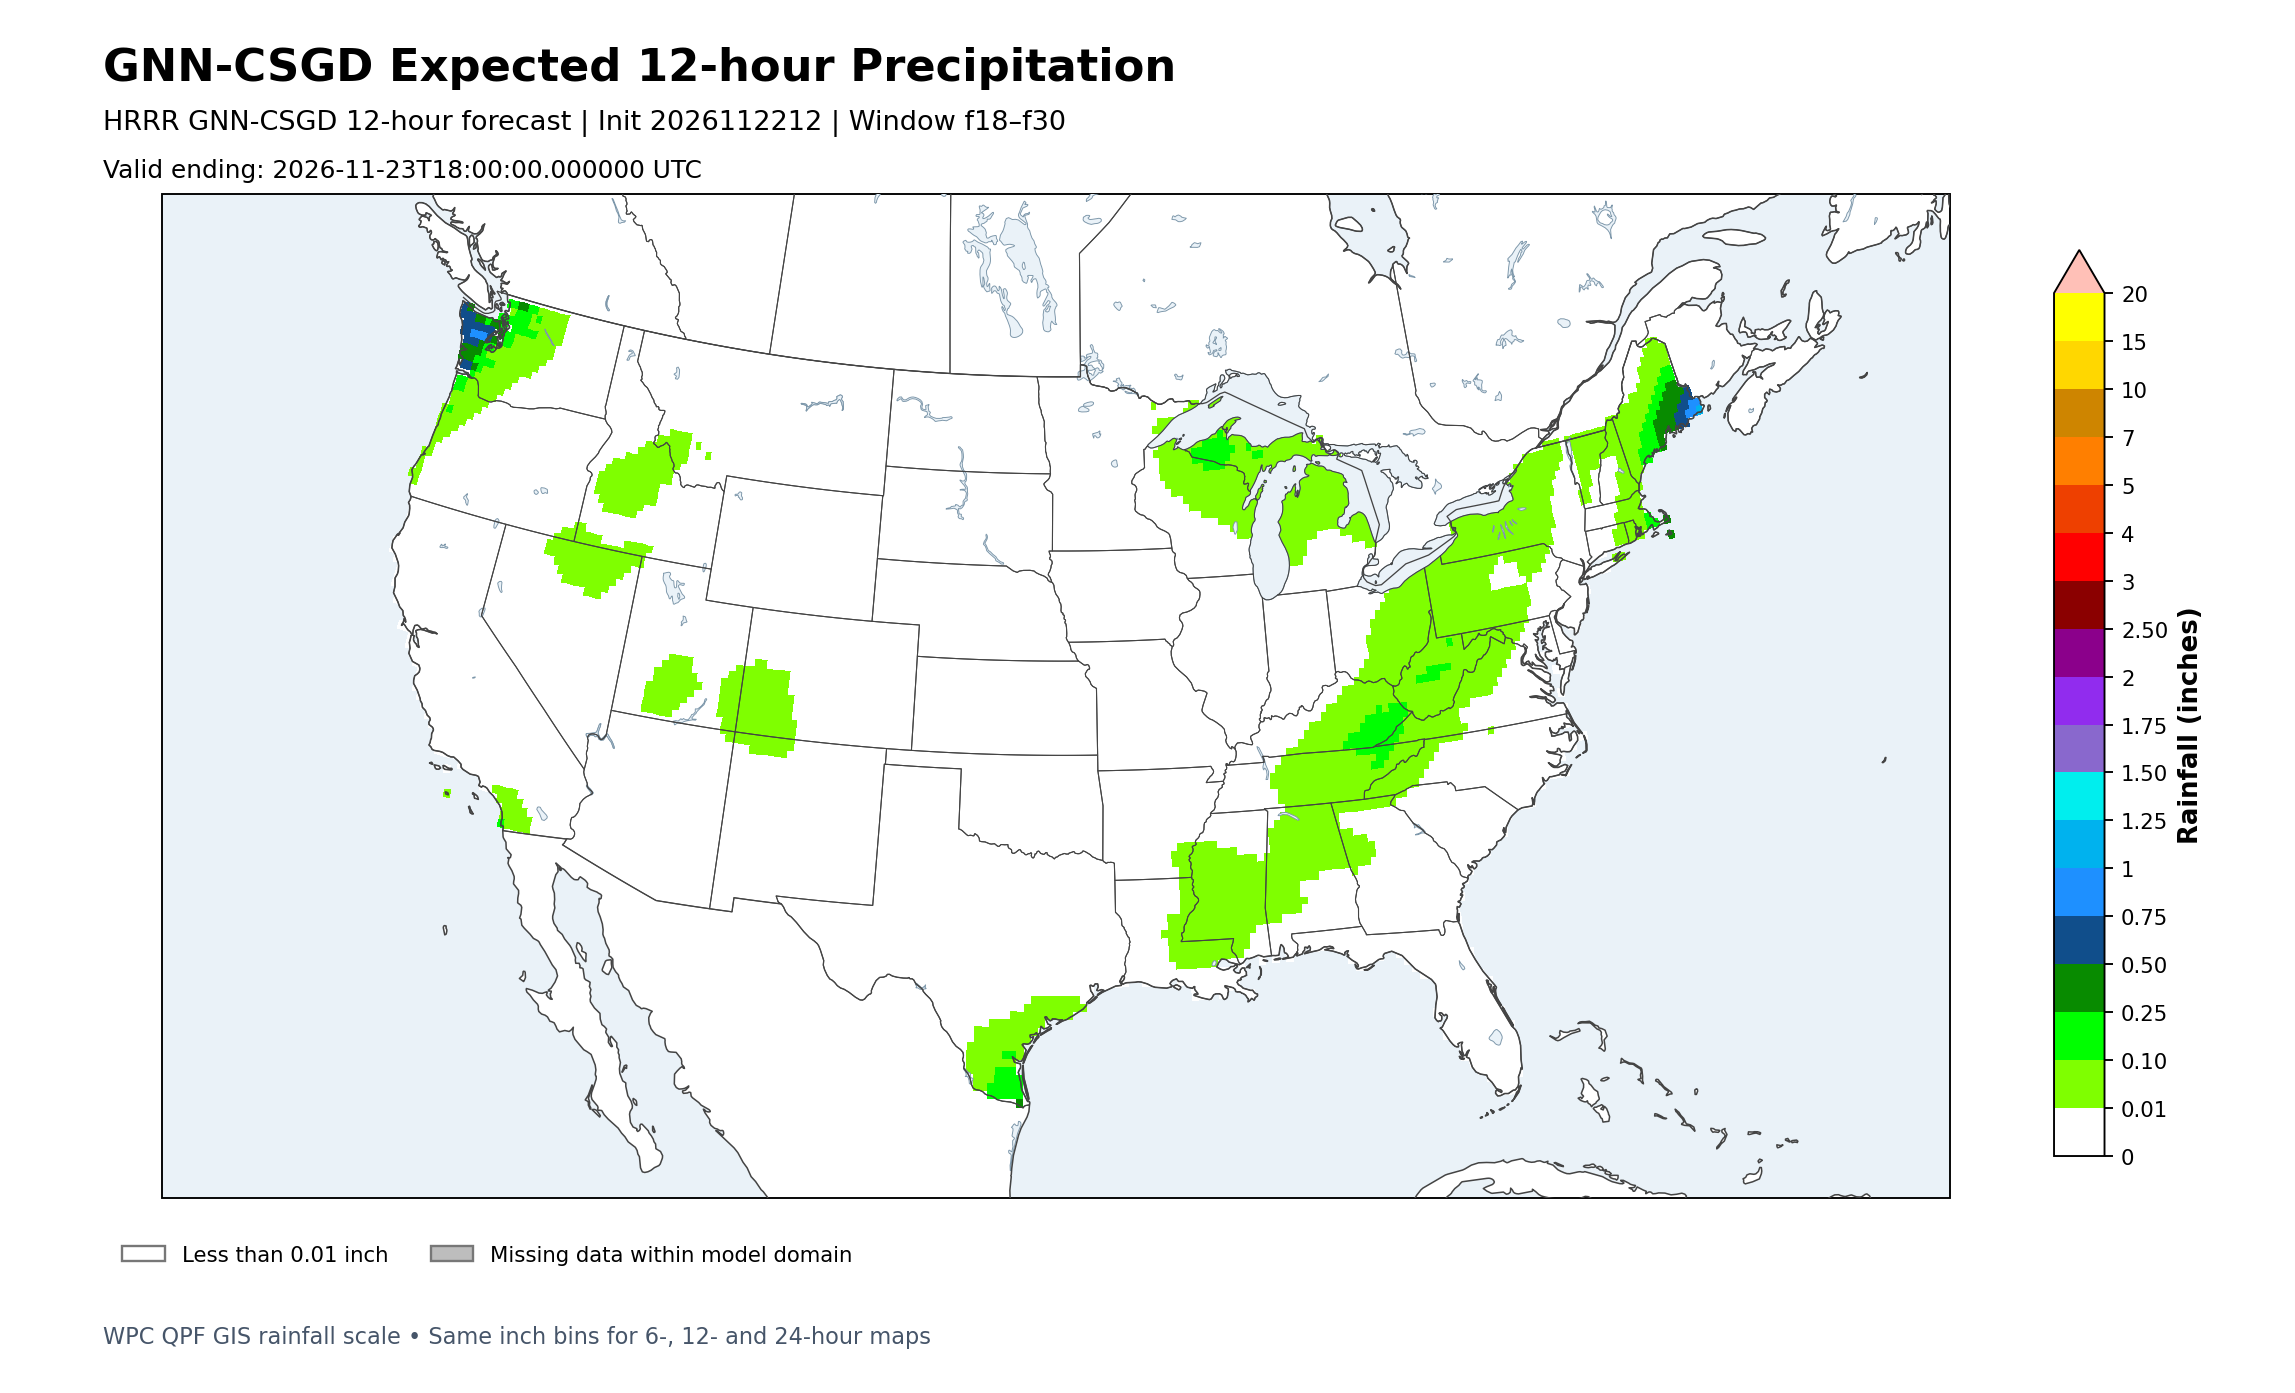 GNN-CSGD Expected 12-hour Precipitation
HRRR GNN-CSGD 12-hour forecast | Init 2026112212 | Window f18–f30
Valid ending: 2026-11-23T18:00:00.000000 UTC
20
15
10
7
5
4
3
2.50
2
1.75
1.50
1.25
1
0.75
0.50
0.25
0.10
0.01
0
Rainfall (inches)
Less than 0.01 inch
Missing data within model domain
WPC QPF GIS rainfall scale • Same inch bins for 6-, 12- and 24-hour maps